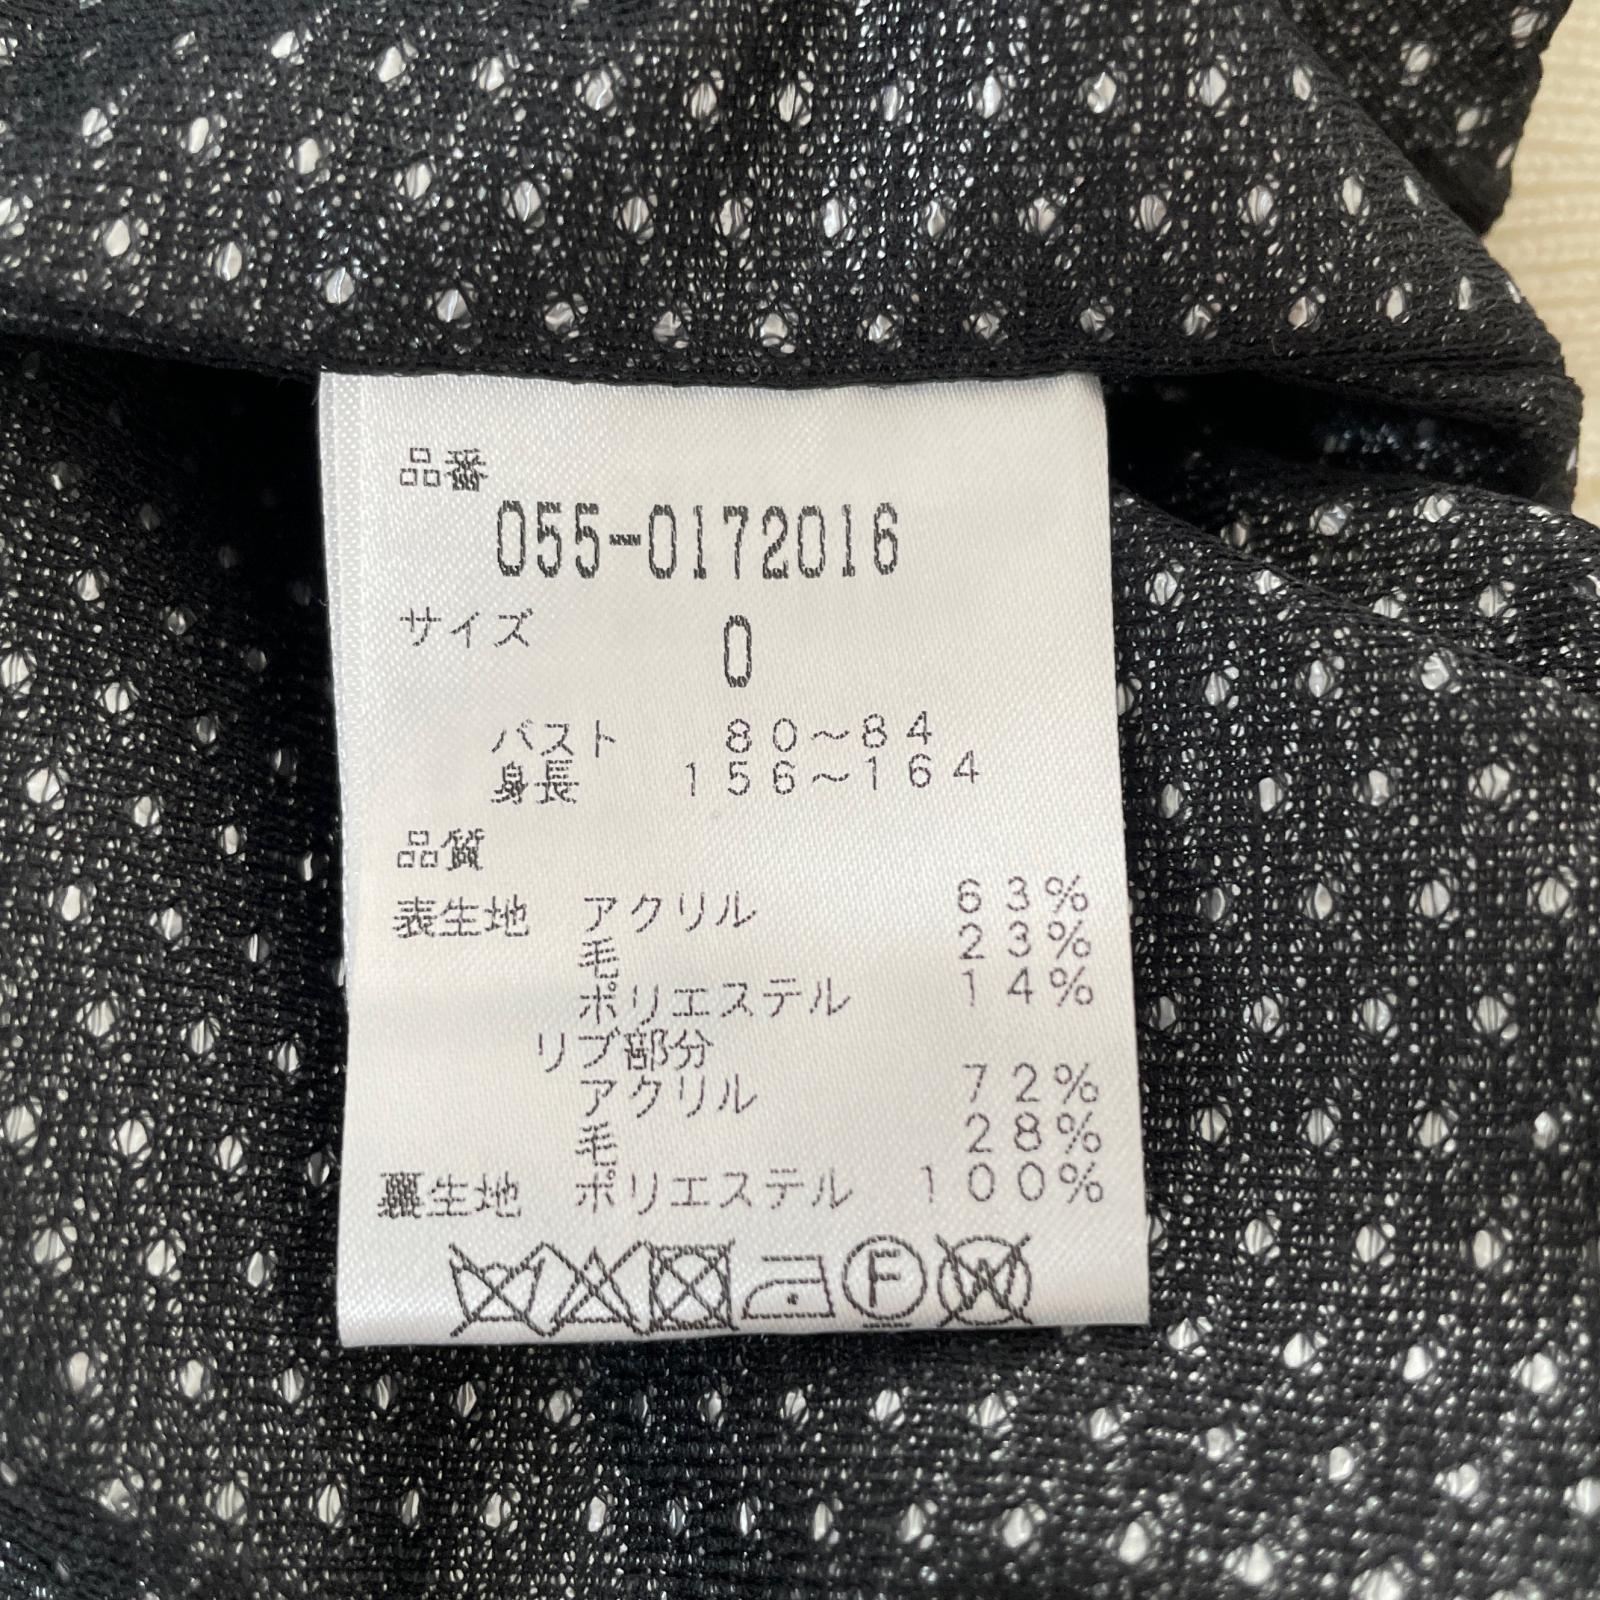 品番
055-0172016
サイズ 0
バスト 80～84
身長 156～164
品質
表生地 アクリル 63%
毛 23%
ポリエステル 14%
リブ部分
アクリル 72%
毛 28%
裏生地 ポリエステル 100%
F W